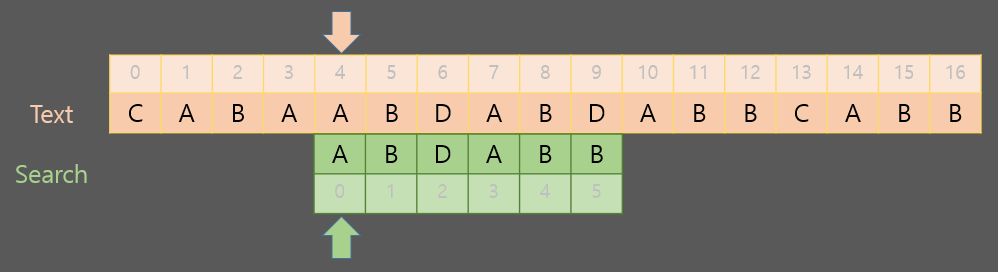 0 1 2 3 4 5 6 7 8 9 10 11 12 13 14 15 16
Text C A B A A B D A B D A B B C A B B
Search A B D A B B
0 1 2 3 4 5